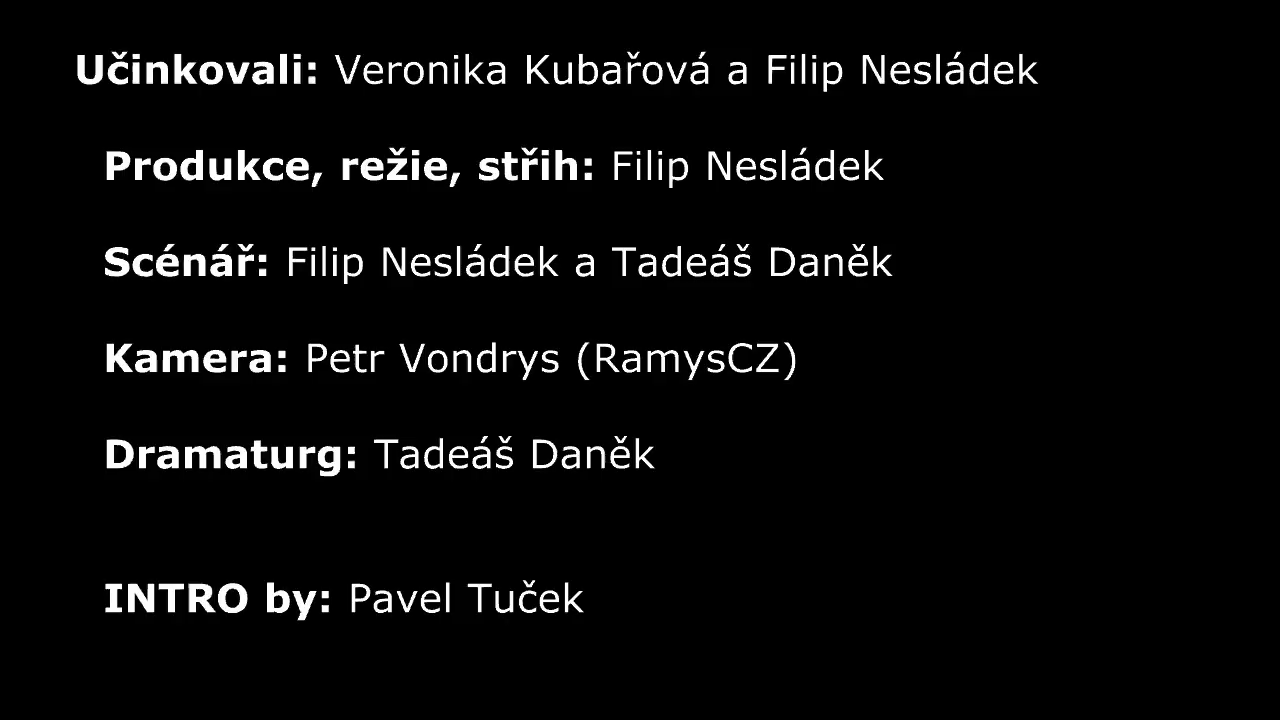 Učinkovali: Veronika Kubařová a Filip Nesládek
Produkce, režie, střih: Filip Nesládek
Scénář: Filip Nesládek a Tadeáš Daněk
Kamera: Petr Vondrys (RamysCZ)
Dramaturg: Tadeáš Daněk
INTRO by: Pavel Tuček